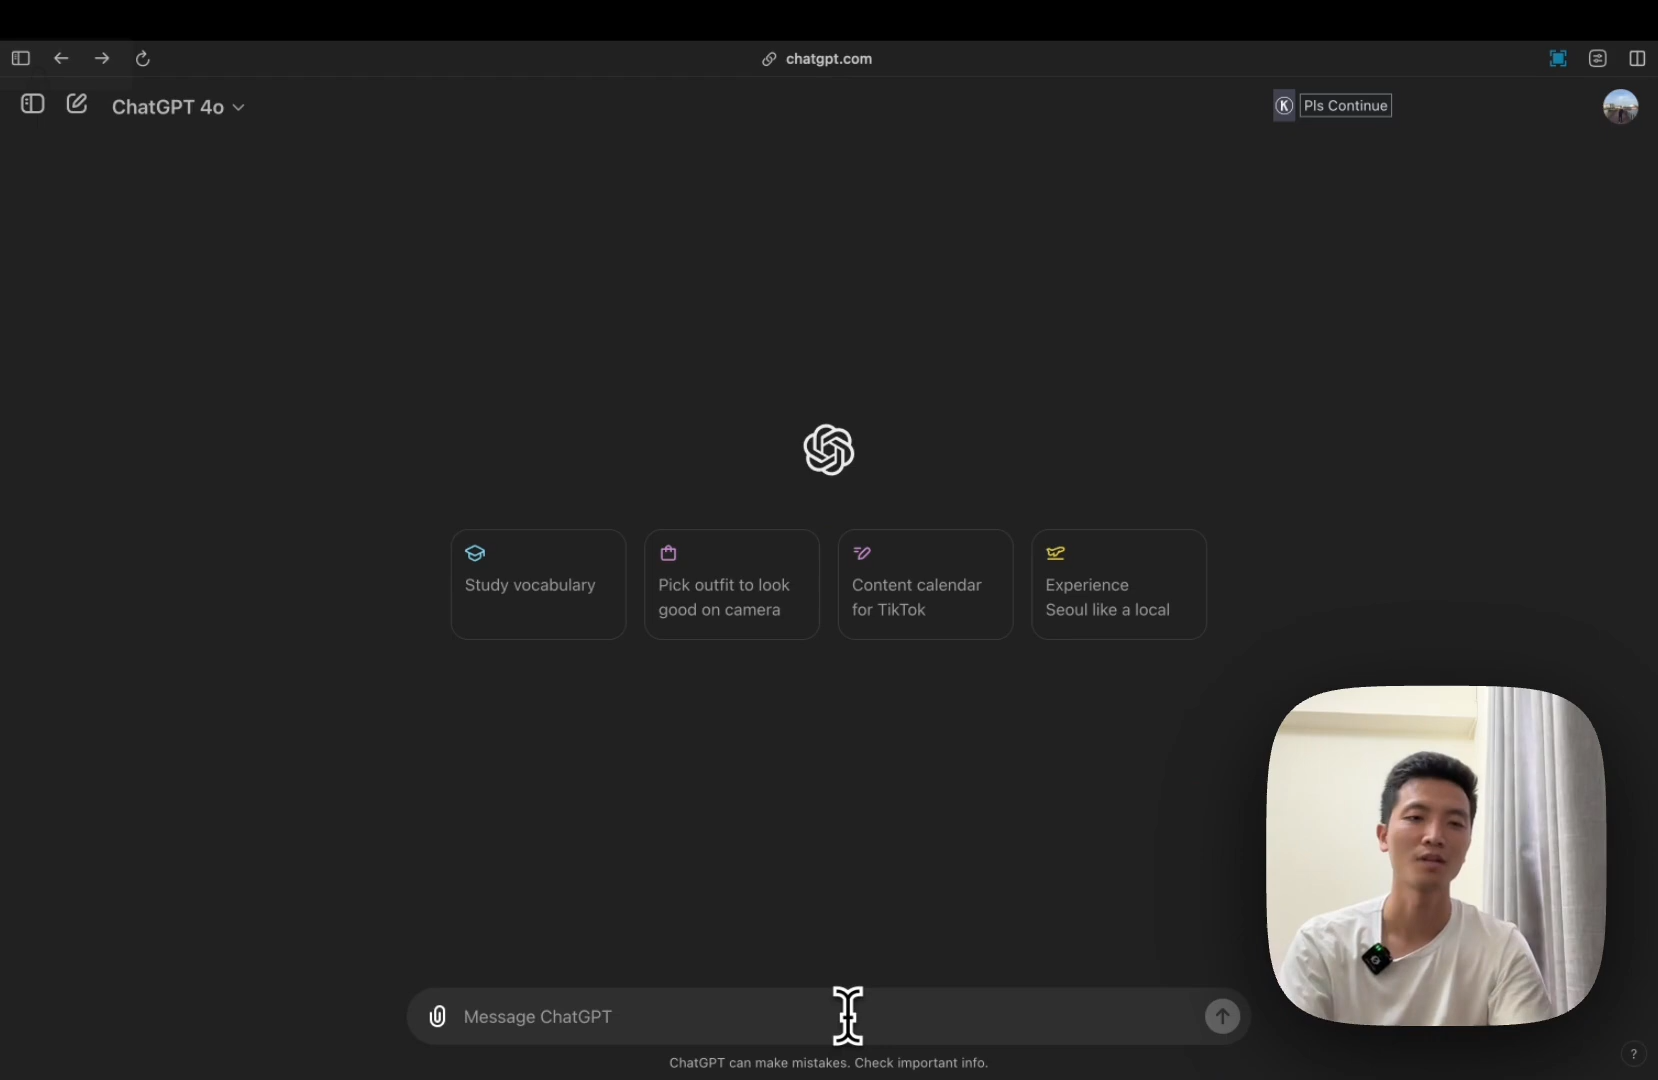 chatgpt.com
ChatGPT 4o
K Pls Continue
Study vocabulary
Pick outfit to look
good on camera
Content calendar
for TikTok
Experience
Seoul like a local
Message ChatGPT
ChatGPT can make mistakes. Check important info.
?